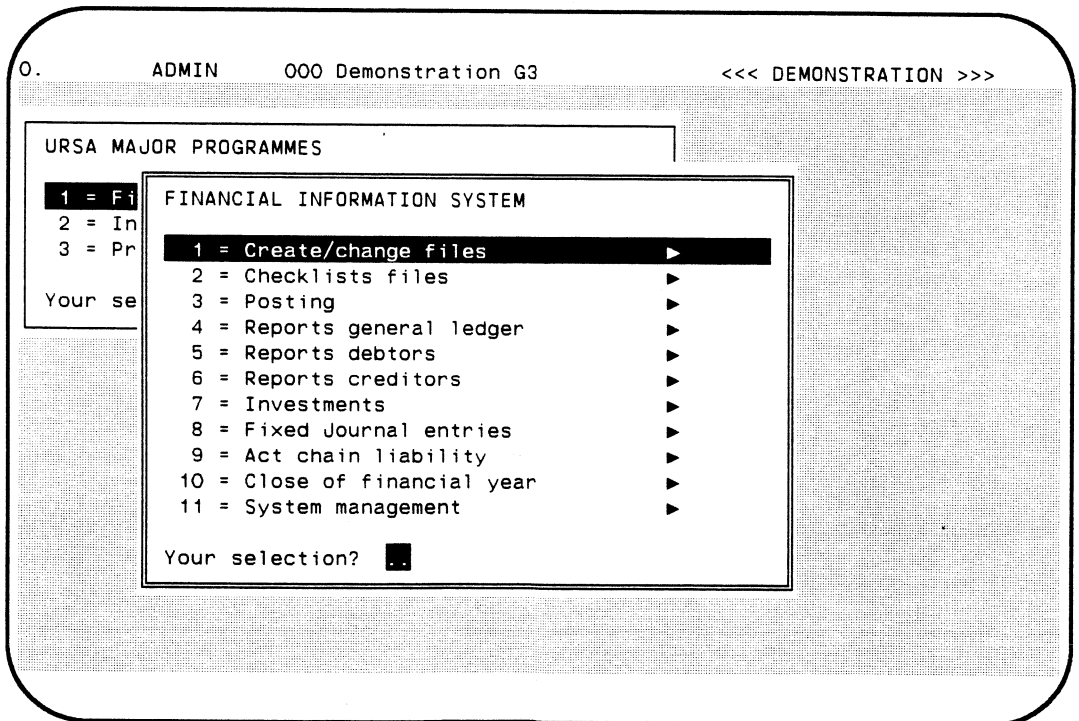 O. ADMIN 000 Demonstration G3 <<< DEMONSTRATION >>>
URSA MAJOR PROGRAMMES
1 = Fi
2 = In
3 = Pr
Your se
FINANCIAL INFORMATION SYSTEM
1 = Create/change files ►
2 = Checklists files ►
3 = Posting ►
4 = Reports general ledger ►
5 = Reports debtors ►
6 = Reports creditors ►
7 = Investments ►
8 = Fixed Journal entries ►
9 = Act chain liability ►
10 = Close of financial year ►
11 = System management ►
Your selection? ..